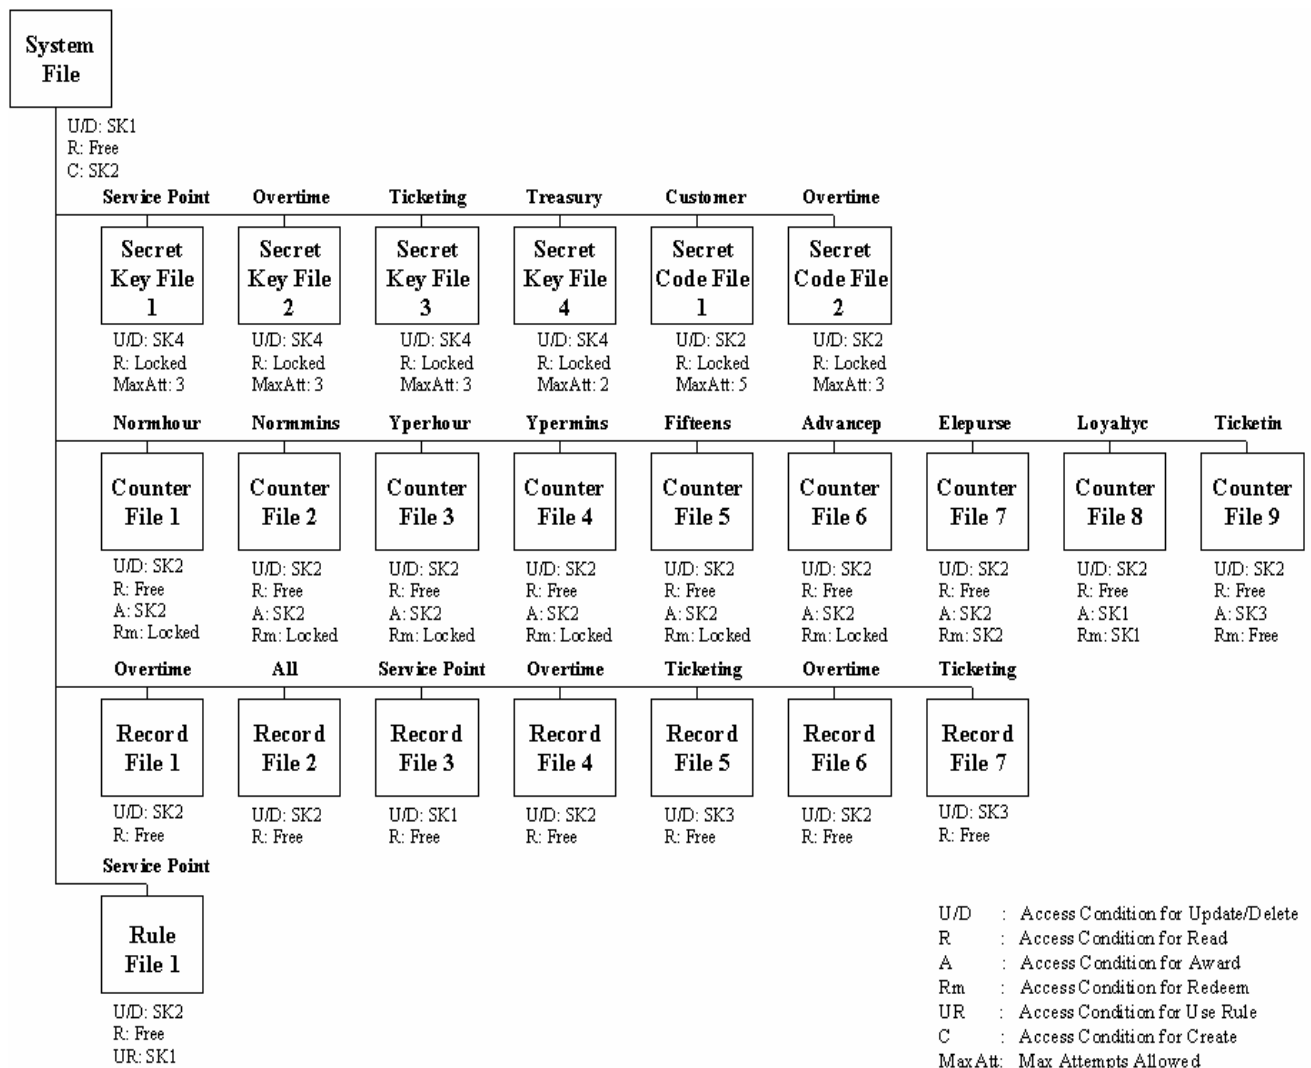 System
File
U/D: SK1
R: Free
C: SK2
Service Point Overtime Ticketing Treasury Customer Overtime
Secret Secret Secret Secret Secret Secret
Key File Key File Key File Key File Code File Code File
1 2 3 4 1 2
U/D: SK4 U/D: SK4 U/D: SK4 U/D: SK4 U/D: SK2 U/D: SK2
R: Locked R: Locked R: Locked R: Locked R: Locked R: Locked
MaxAtt: 3 MaxAtt: 3 MaxAtt: 3 MaxAtt: 2 MaxAtt: 5 MaxAtt: 3
Normhour Normmins Yperhour Ypermins Fifteens Advancep Elepurse Loyaltyc Ticketin
Counter Counter Counter Counter Counter Counter Counter Counter Counter
File 1 File 2 File 3 File 4 File 5 File 6 File 7 File 8 File 9
U/D: SK2 U/D: SK2 U/D: SK2 U/D: SK2 U/D: SK2 U/D: SK2 U/D: SK2 U/D: SK2 U/D: SK2
R: Free R: Free R: Free R: Free R: Free R: Free R: Free R: Free R: Free
A: SK2 A: SK2 A: SK2 A: SK2 A: SK2 A: SK2 A: SK2 A: SK1 A: SK3
Rm: Locked Rm: Locked Rm: Locked Rm: Locked Rm: Locked Rm: Locked Rm: SK2 Rm: SK1 Rm: Free
Overtime All Service Point Overtime Ticketing Overtime Ticketing
Record Record Record Record Record Record Record
File 1 File 2 File 3 File 4 File 5 File 6 File 7
U/D: SK2 U/D: SK2 U/D: SK1 U/D: SK2 U/D: SK3 U/D: SK2 U/D: SK3
R: Free R: Free R: Free R: Free R: Free R: Free R: Free
Service Point
Rule
File 1
U/D: SK2
R: Free
UR: SK1
U/D : Access Condition for Update/Delete
R : Access Condition for Read
A : Access Condition for Award
Rm : Access Condition for Redeem
UR : Access Condition for Use Rule
C : Access Condition for Create
MaxAtt: Max Attempts Allowed